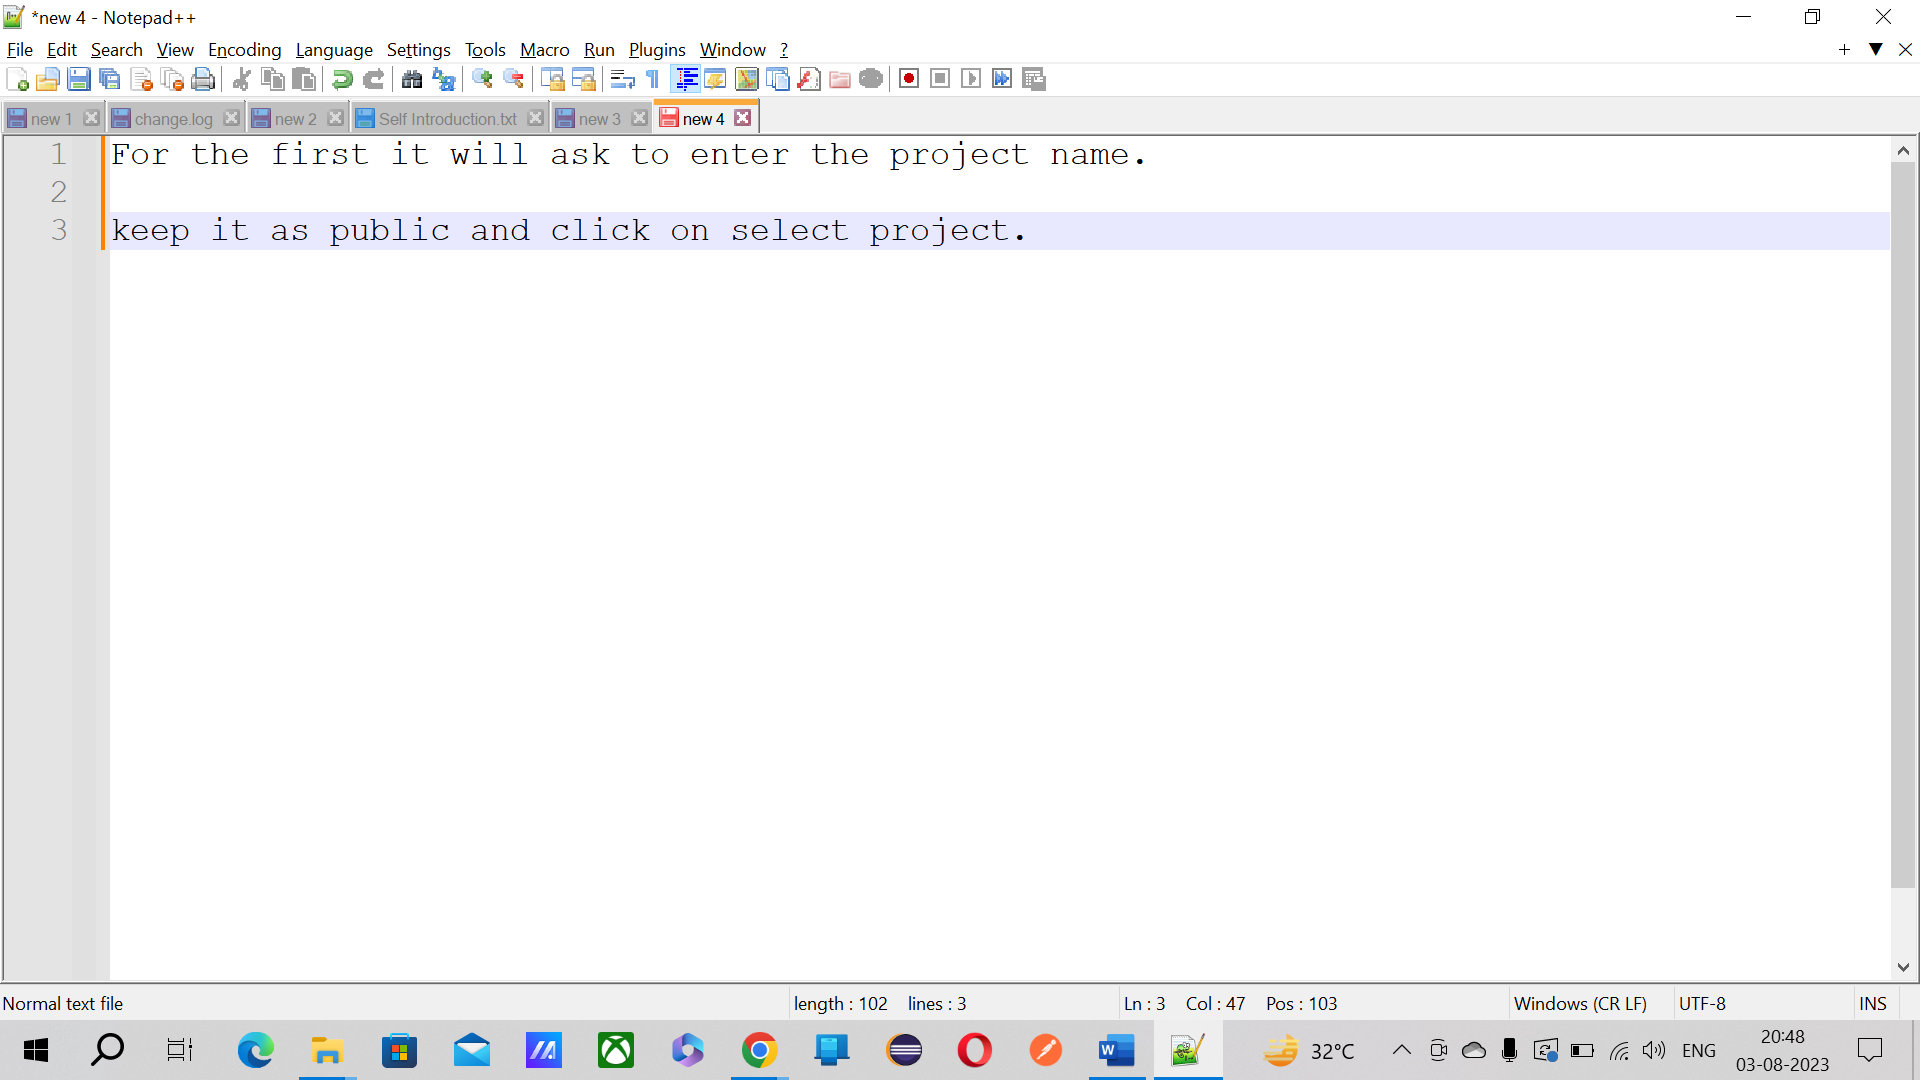 *new 4 - Notepad++
File Edit Search View Encoding Language Settings Tools Macro Run Plugins Window ?
new 1 change.log new 2 Self Introduction.txt new 3 new 4
1 For the first it will ask to enter the project name.
2
3 keep it as public and click on select project.
Normal text file length : 102 lines : 3 Ln : 3 Col : 47 Pos : 103 Windows (CR LF) UTF-8 INS
32°C ENG 20:48
03-08-2023